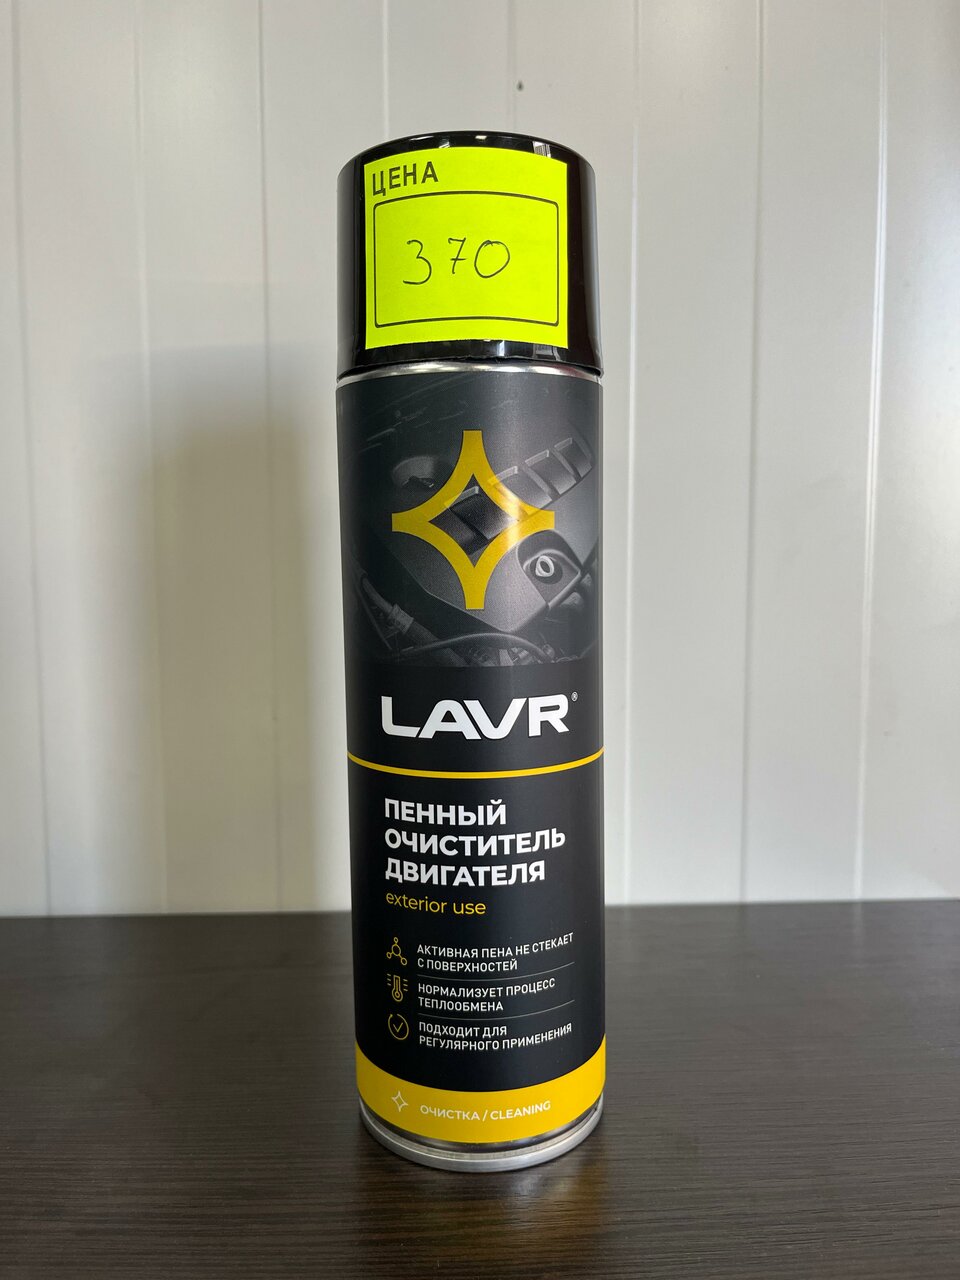 ЦЕНА
370
LAVR®
ПЕННЫЙ
ОЧИСТИТЕЛЬ
ДВИГАТЕЛЯ
exterior use
АКТИВНАЯ ПЕНА НЕ СТЕКАЕТ
С ПОВЕРХНОСТЕЙ
НОРМАЛИЗУЕТ ПРОЦЕСС
ТЕПЛООБМЕНА
ПОДХОДИТ ДЛЯ
РЕГУЛЯРНОГО ПРИМЕНЕНИЯ
ОЧИСТКА / CLEANING